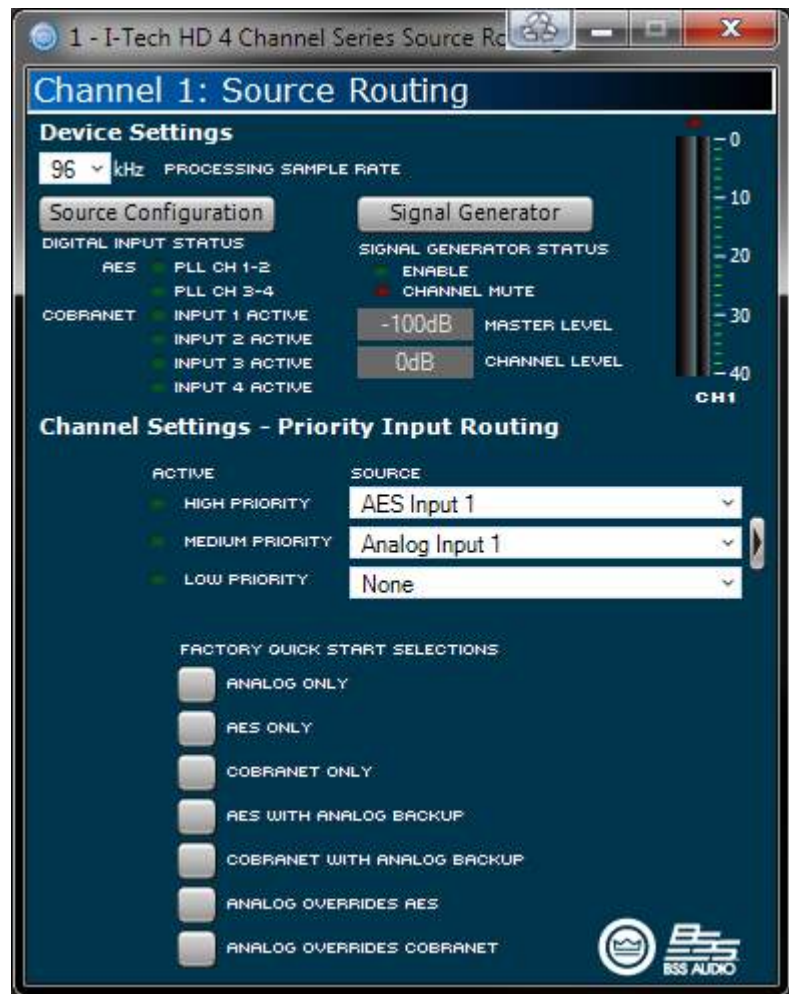 1 - I-Tech HD 4 Channel Series Source
Channel 1: Source Routing
Device Settings
96 kHz PROCESSING SAMPLE RATE
Source Configuration
Signal Generator
DIGITAL INPUT STATUS
AES PLL CH 1-2
PLL CH 3-4
COBRANET INPUT 1 ACTIVE
INPUT 2 ACTIVE
INPUT 3 ACTIVE
INPUT 4 ACTIVE
SIGNAL GENERATOR STATUS
ENABLE
CHANNEL MUTE
-100dB MASTER LEVEL
0dB CHANNEL LEVEL
0
10
20
30
40
CH1
Channel Settings - Priority Input Routing
ACTIVE SOURCE
HIGH PRIORITY AES Input 1
MEDIUM PRIORITY Analog Input 1
LOW PRIORITY None
FACTORY QUICK START SELECTIONS
ANALOG ONLY
AES ONLY
COBRANET ONLY
AES WITH ANALOG BACKUP
COBRANET WITH ANALOG BACKUP
ANALOG OVERRIDES AES
ANALOG OVERRIDES COBRANET
BSS
BSS AUDIO